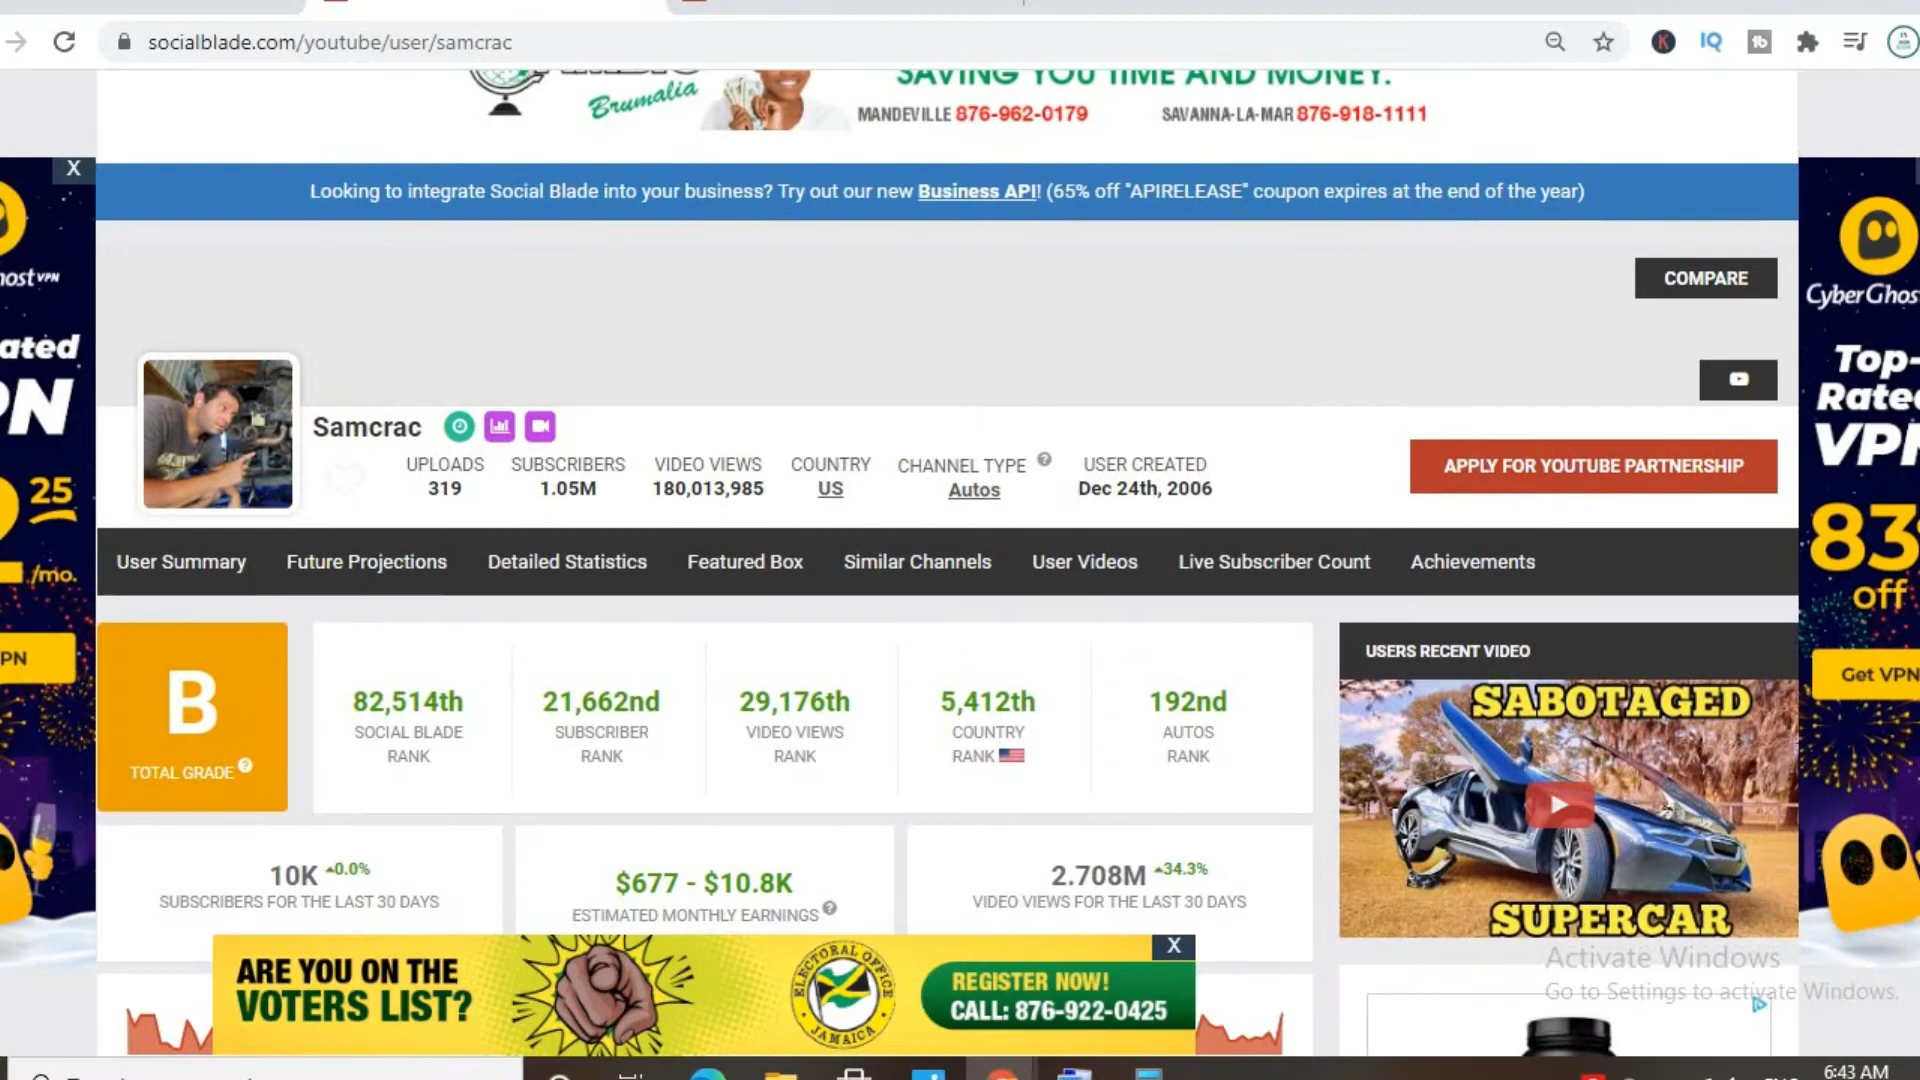 socialblade.com/youtube/user/samcrac
IQ
SAVING YOU TIME AND MONEY.
Brumalia
MANDEVILLE 876-962-0179 SAVANNA-LA-MAR 876-918-1111
X
Looking to integrate Social Blade into your business? Try out our new Business API! (65% off "APIRELEASE" coupon expires at the end of the year)
COMPARE
Samcrac
UPLOADS
319
SUBSCRIBERS
1.05M
VIDEO VIEWS
180,013,985
COUNTRY
US
CHANNEL TYPE
Autos
USER CREATED
Dec 24th, 2006
APPLY FOR YOUTUBE PARTNERSHIP
User Summary Future Projections Detailed Statistics Featured Box Similar Channels User Videos Live Subscriber Count Achievements
B
TOTAL GRADE
82,514th
SOCIAL BLADE
RANK
21,662nd
SUBSCRIBER
RANK
29,176th
VIDEO VIEWS
RANK
5,412th
COUNTRY
RANK
192nd
AUTOS
RANK
USERS RECENT VIDEO
SABOTAGED
SUPERCAR
10K 0.0%
SUBSCRIBERS FOR THE LAST 30 DAYS
$677 - $10.8K
ESTIMATED MONTHLY EARNINGS
2.708M 34.3%
VIDEO VIEWS FOR THE LAST 30 DAYS
ARE YOU ON THE
VOTERS LIST?
ELECTORAL OFFICE
JAMAICA
REGISTER NOW!
CALL: 876-922-0425
X
Activate Windows
Go to Settings to activate Windows.
CyberGhos
Top-
Rate
VPN
83
off
Get VPN
host VPN
ated
PN
25
/mo.
PN
6:43 AM